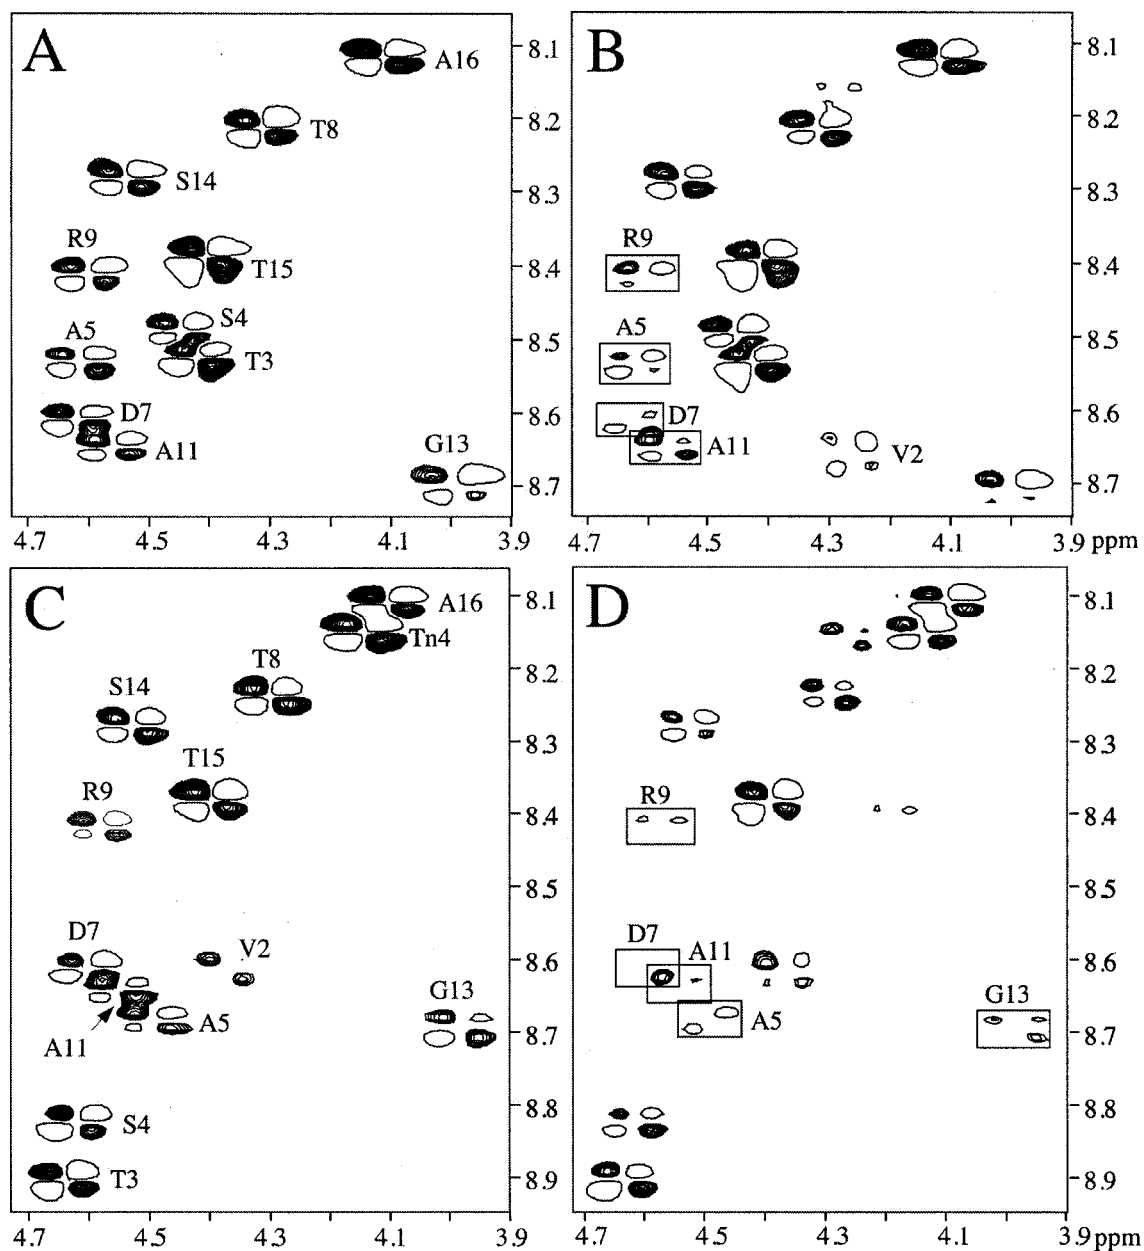 A
A16
T8
S14
R9
T15
S4
A5
T3
D7
A11
G13
8.1
8.2
8.3
8.4
8.5
8.6
8.7
4.7
4.5
4.3
4.1
3.9
B
R9
A5
D7
A11
V2
8.1
8.2
8.3
8.4
8.5
8.6
8.7
4.7
4.5
4.3
4.1
3.9 ppm
C
A16
Tn4
T8
S14
T15
R9
D7
V2
G13
A5
A11
S4
T3
8.1
8.2
8.3
8.4
8.5
8.6
8.7
8.8
8.9
4.7
4.5
4.3
4.1
3.9
D
R9
D7
A11
G13
A5
8.1
8.2
8.3
8.4
8.5
8.6
8.7
8.8
8.9
4.7
4.5
4.3
4.1
3.9 ppm